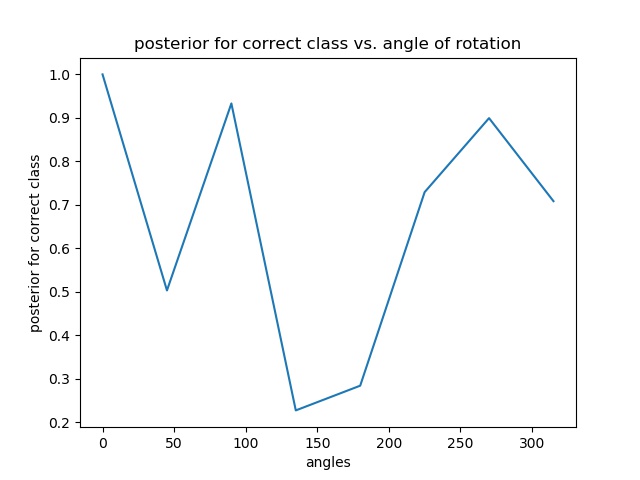 posterior for correct class vs. angle of rotation
posterior for correct class
1.0
0.9
0.8
0.7
0.6
0.5
0.4
0.3
0.2
0 50 100 150 200 250 300
angles